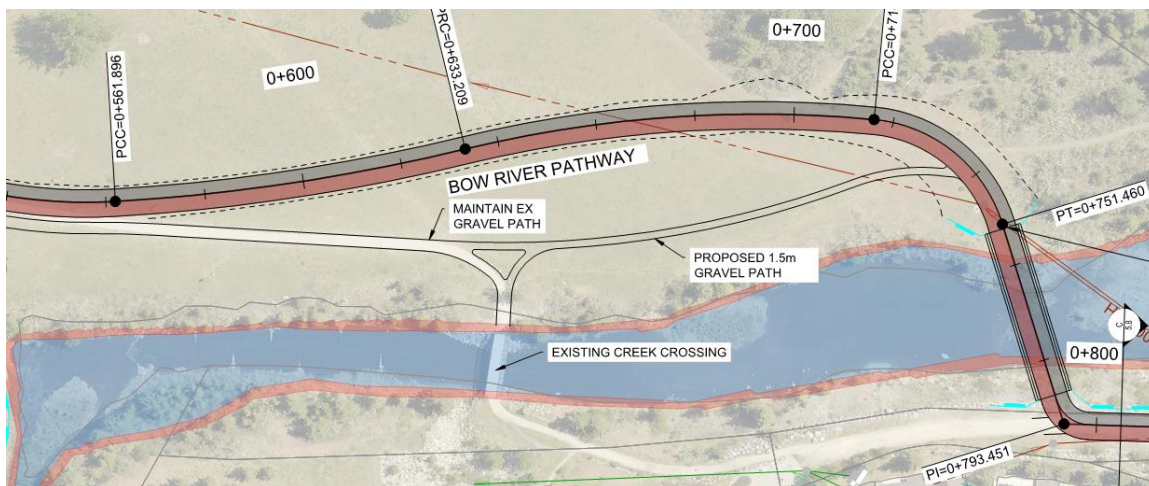 0+600
0+700
PCC=0+561.896
PRC=0+633.209
PCC=0+71
BOW RIVER PATHWAY
MAINTAIN EX
GRAVEL PATH
PROPOSED 1.5m
GRAVEL PATH
PT=0+751.460
EXISTING CREEK CROSSING
C
5.8
0+800
PI=0+793.451